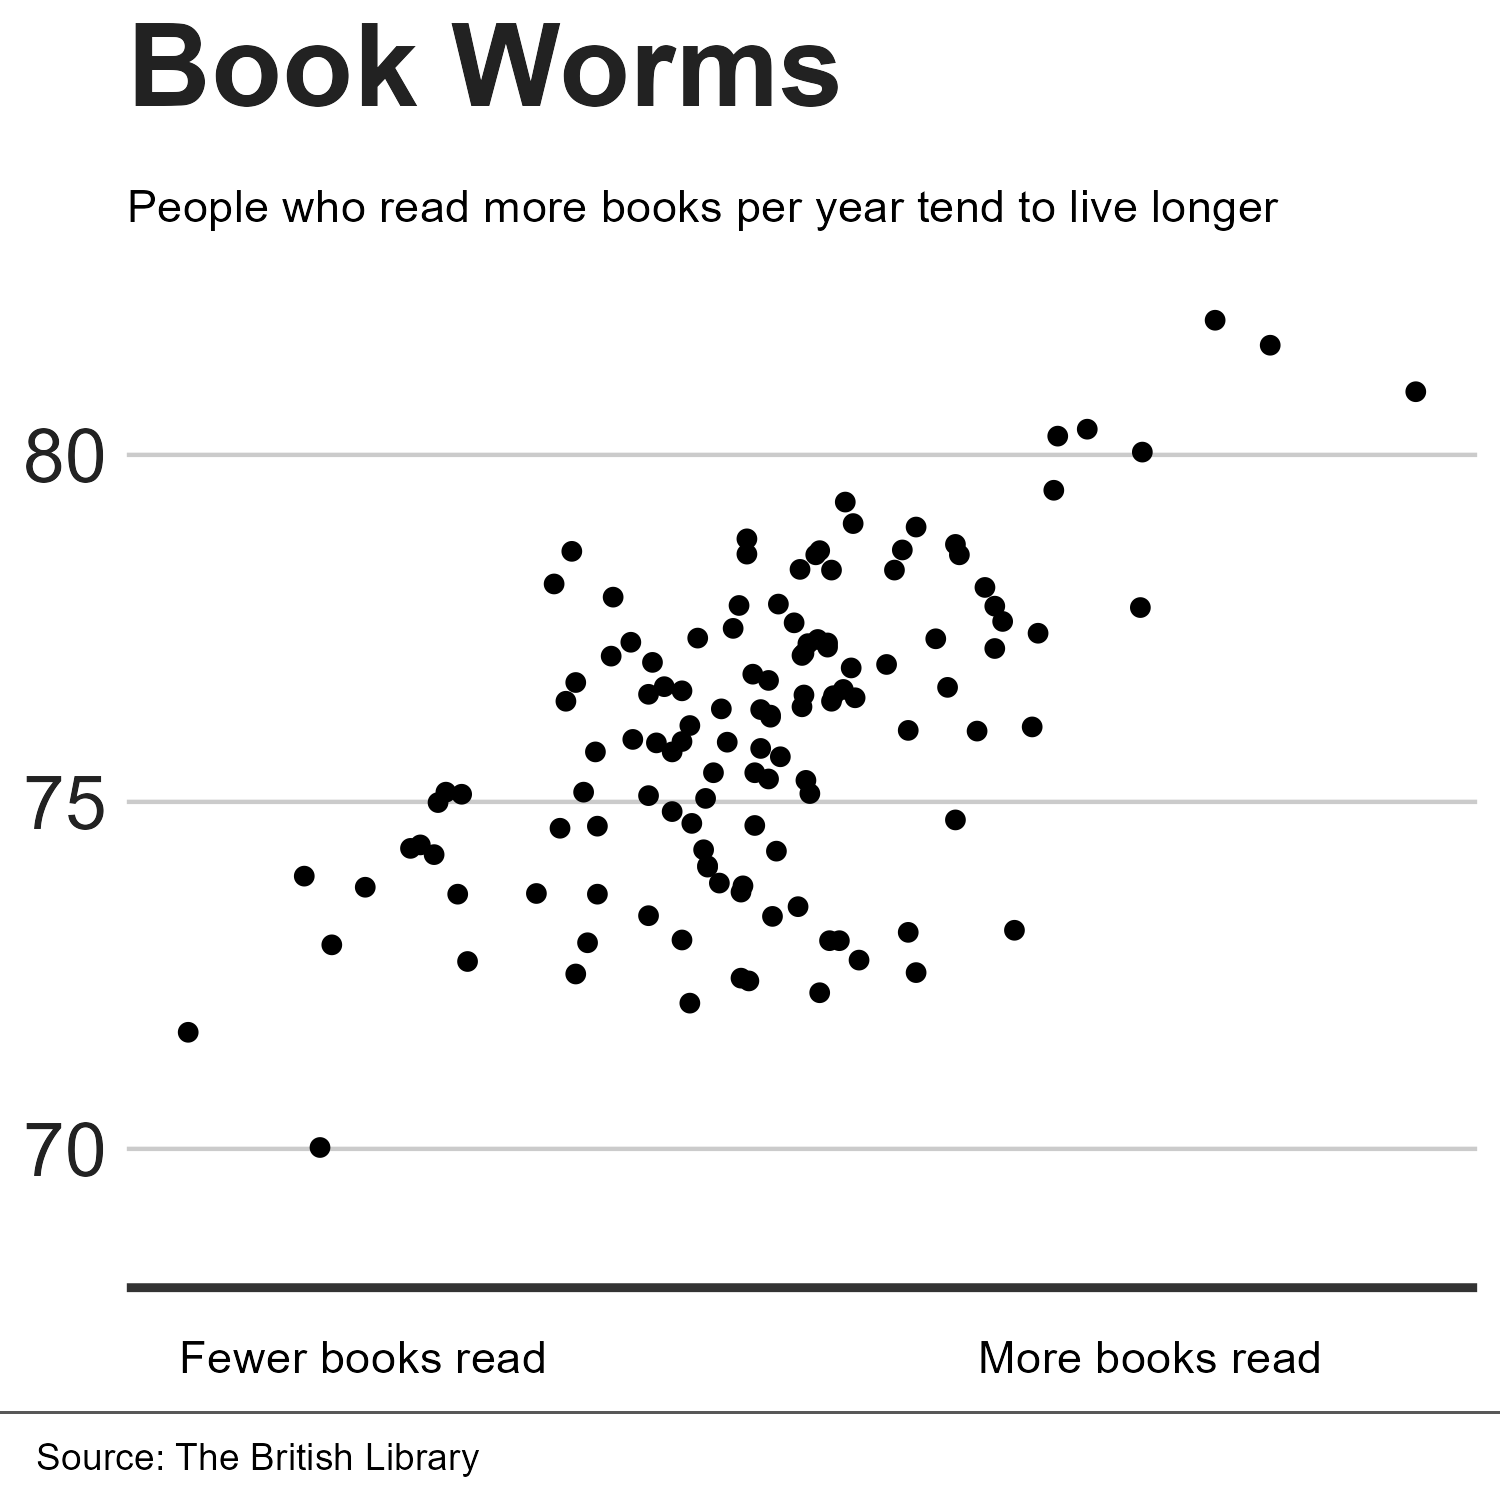 Book Worms
People who read more books per year tend to live longer
80
75
70
Fewer books read
More books read
Source: The British Library